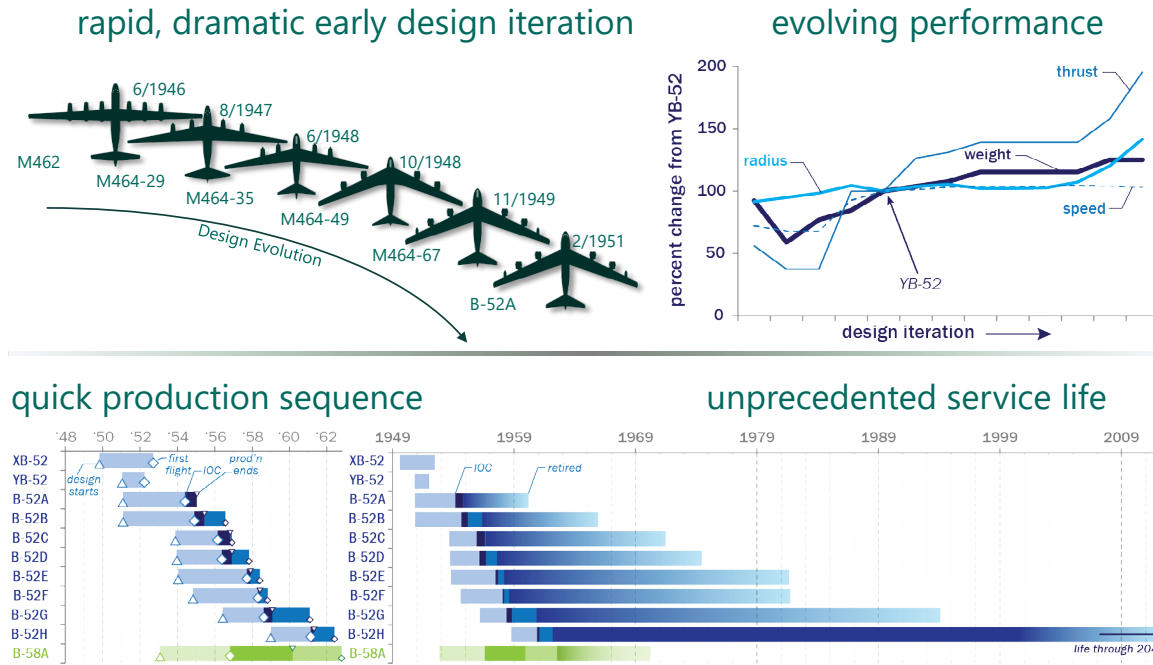 rapid, dramatic early design iteration
6/1946
8/1947
6/1948
10/1948
11/1949
2/1951
M462
M464-29
M464-35
M464-49
M464-67
B-52A
Design Evolution
evolving performance
percent change from YB-52
200
150
100
50
0
thrust
radius
weight
speed
YB-52
design iteration
quick production sequence
'48 '50 '52 '54 '56 '58 '60 '62
XB-52
YB-52
B-52A
B-52B
B-52C
B-52D
B-52E
B-52F
B-52G
B-52H
B-58A
design
starts
first
flight
IOC
prod'n
ends
unprecedented service life
1949 1959 1969 1979 1989 1999 2009
XB-52
YB-52
B-52A
B-52B
B-52C
B-52D
B-52E
B-52F
B-52G
B-52H
B-58A
IOC
retired
life through 204